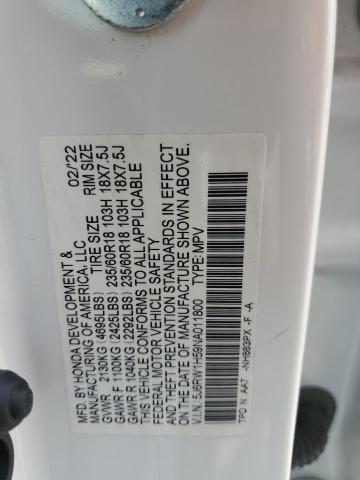 MFD. BY HONDA DEVELOPMENT & 02/'22
MANUFACTURING OF AMERICA, LLC.
TIRE SIZE RIM SIZE
GVWR 2130KG (4695LBS)
GAWR F 1100KG (2425LBS) 235/60R18 103H 18X7.5J
GAWR R 1040KG (2292LBS) 235/60R18 103H 18X7.5J
THIS VEHICLE CONFORMS TO ALL APPLICABLE
FEDERAL MOTOR VEHICLE SAFETY
AND THEFT PREVENTION STANDARDS IN EFFECT
ON THE DATE OF MANUFACTURE SHOWN ABOVE.
V.I.N.: 5J6RW1H59NA011800 TYPE: MPV
TPD N AA7 -NH883PX -F -A